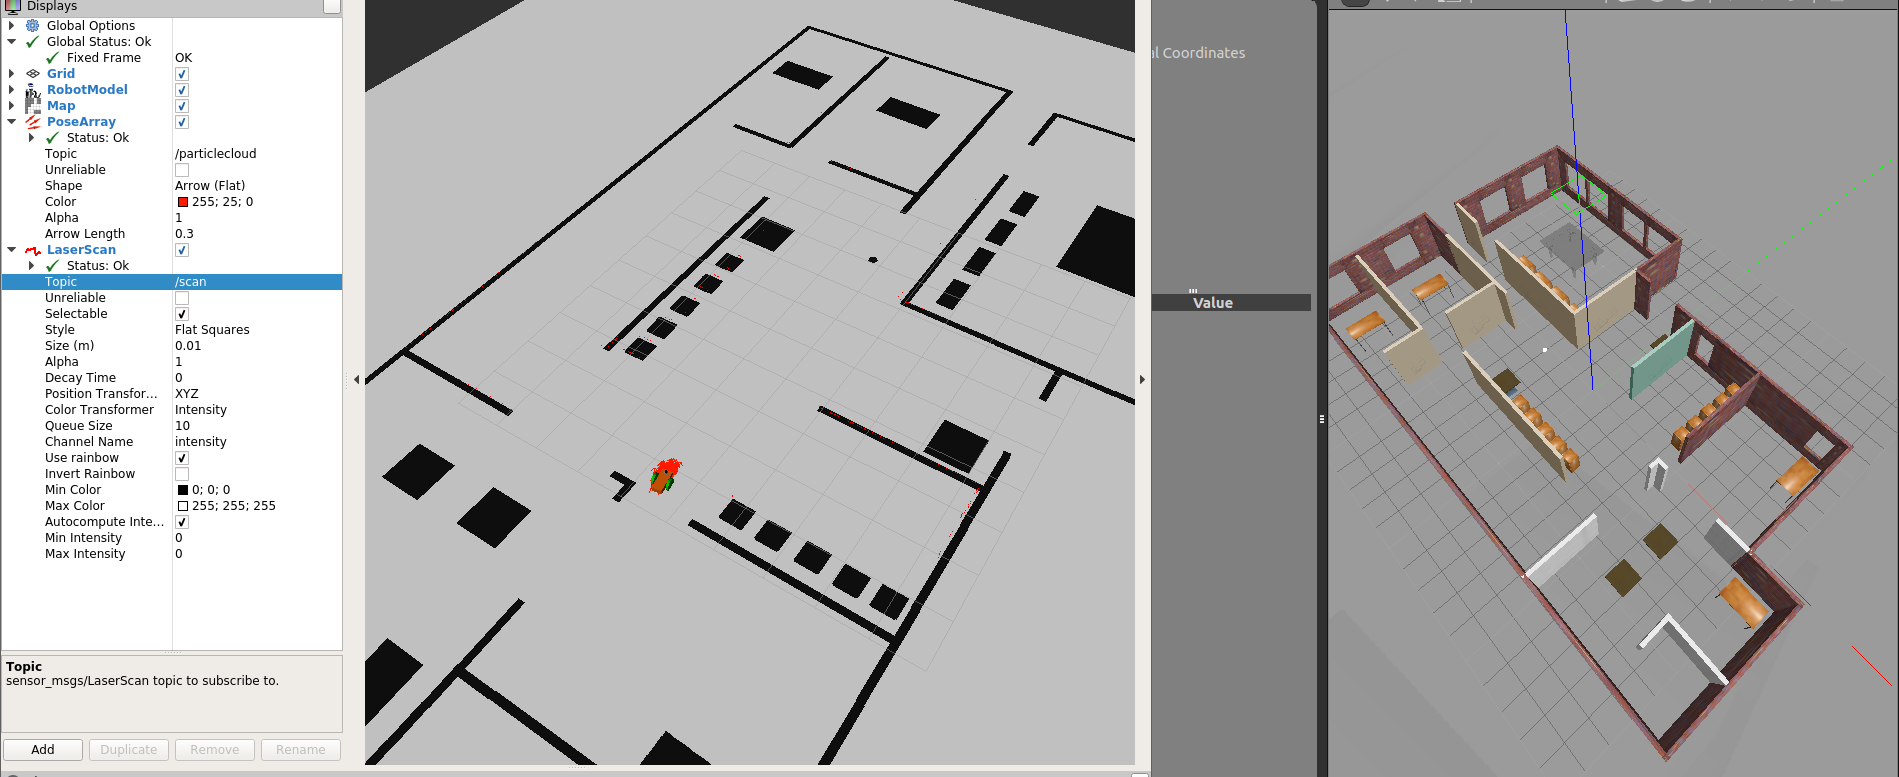 Displays
Global Options
Global Status: Ok
Fixed Frame OK
Grid
RobotModel
Map
PoseArray
Status: Ok
Topic /particlecloud
Unreliable
Shape Arrow (Flat)
Color 255; 25; 0
Alpha 1
Arrow Length 0.3
LaserScan
Status: Ok
Topic /scan
Unreliable
Selectable
Style Flat Squares
Size (m) 0.01
Alpha 1
Decay Time 0
Position Transfor... XYZ
Color Transformer Intensity
Queue Size 10
Channel Name intensity
Use rainbow
Invert Rainbow
Min Color 0; 0; 0
Max Color 255; 255; 255
Autocompute Inte...
Min Intensity 0
Max Intensity 0
Topic
sensor_msgs/LaserScan topic to subscribe to.
Add Duplicate Remove Rename
Coordinates
Value